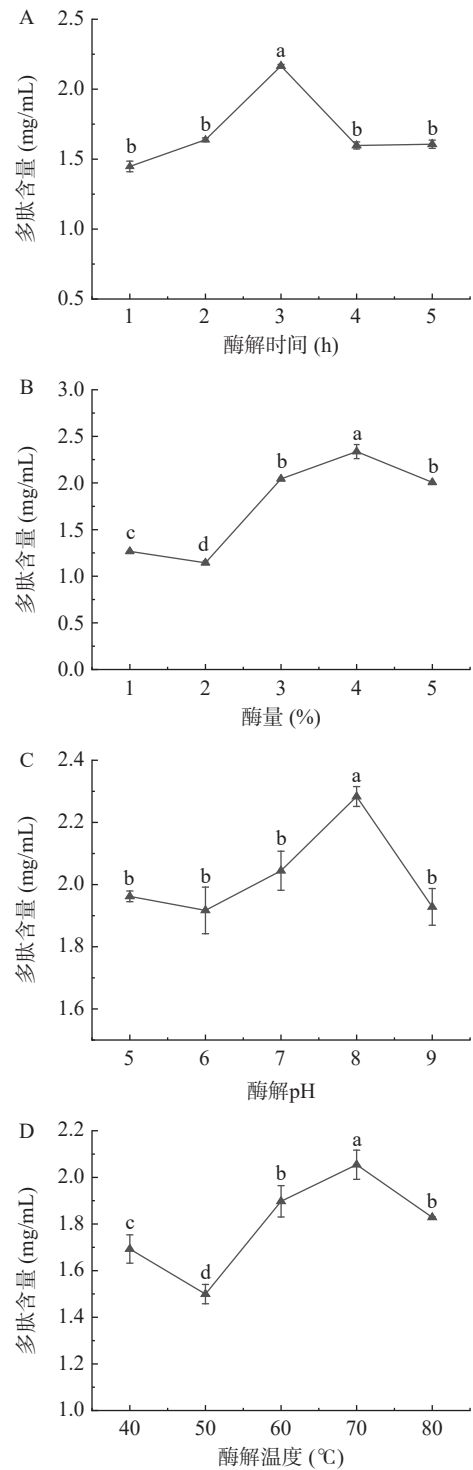 A
多肽含量 (mg/mL)
2.5
2.0
1.5
1.0
0.5
b
b
a
b
b
1 2 3 4 5
酶解时间 (h)
B
多肽含量 (mg/mL)
3.0
2.5
2.0
1.5
1.0
0.5
0.0
c
d
b
a
b
1 2 3 4 5
酶量 (%)
C
多肽含量 (mg/mL)
2.4
2.2
2.0
1.8
1.6
b
b
b
a
b
5 6 7 8 9
酶解pH
D
多肽含量 (mg/mL)
2.2
2.0
1.8
1.6
1.4
1.2
1.0
c
d
b
a
b
40 50 60 70 80
酶解温度 (℃)